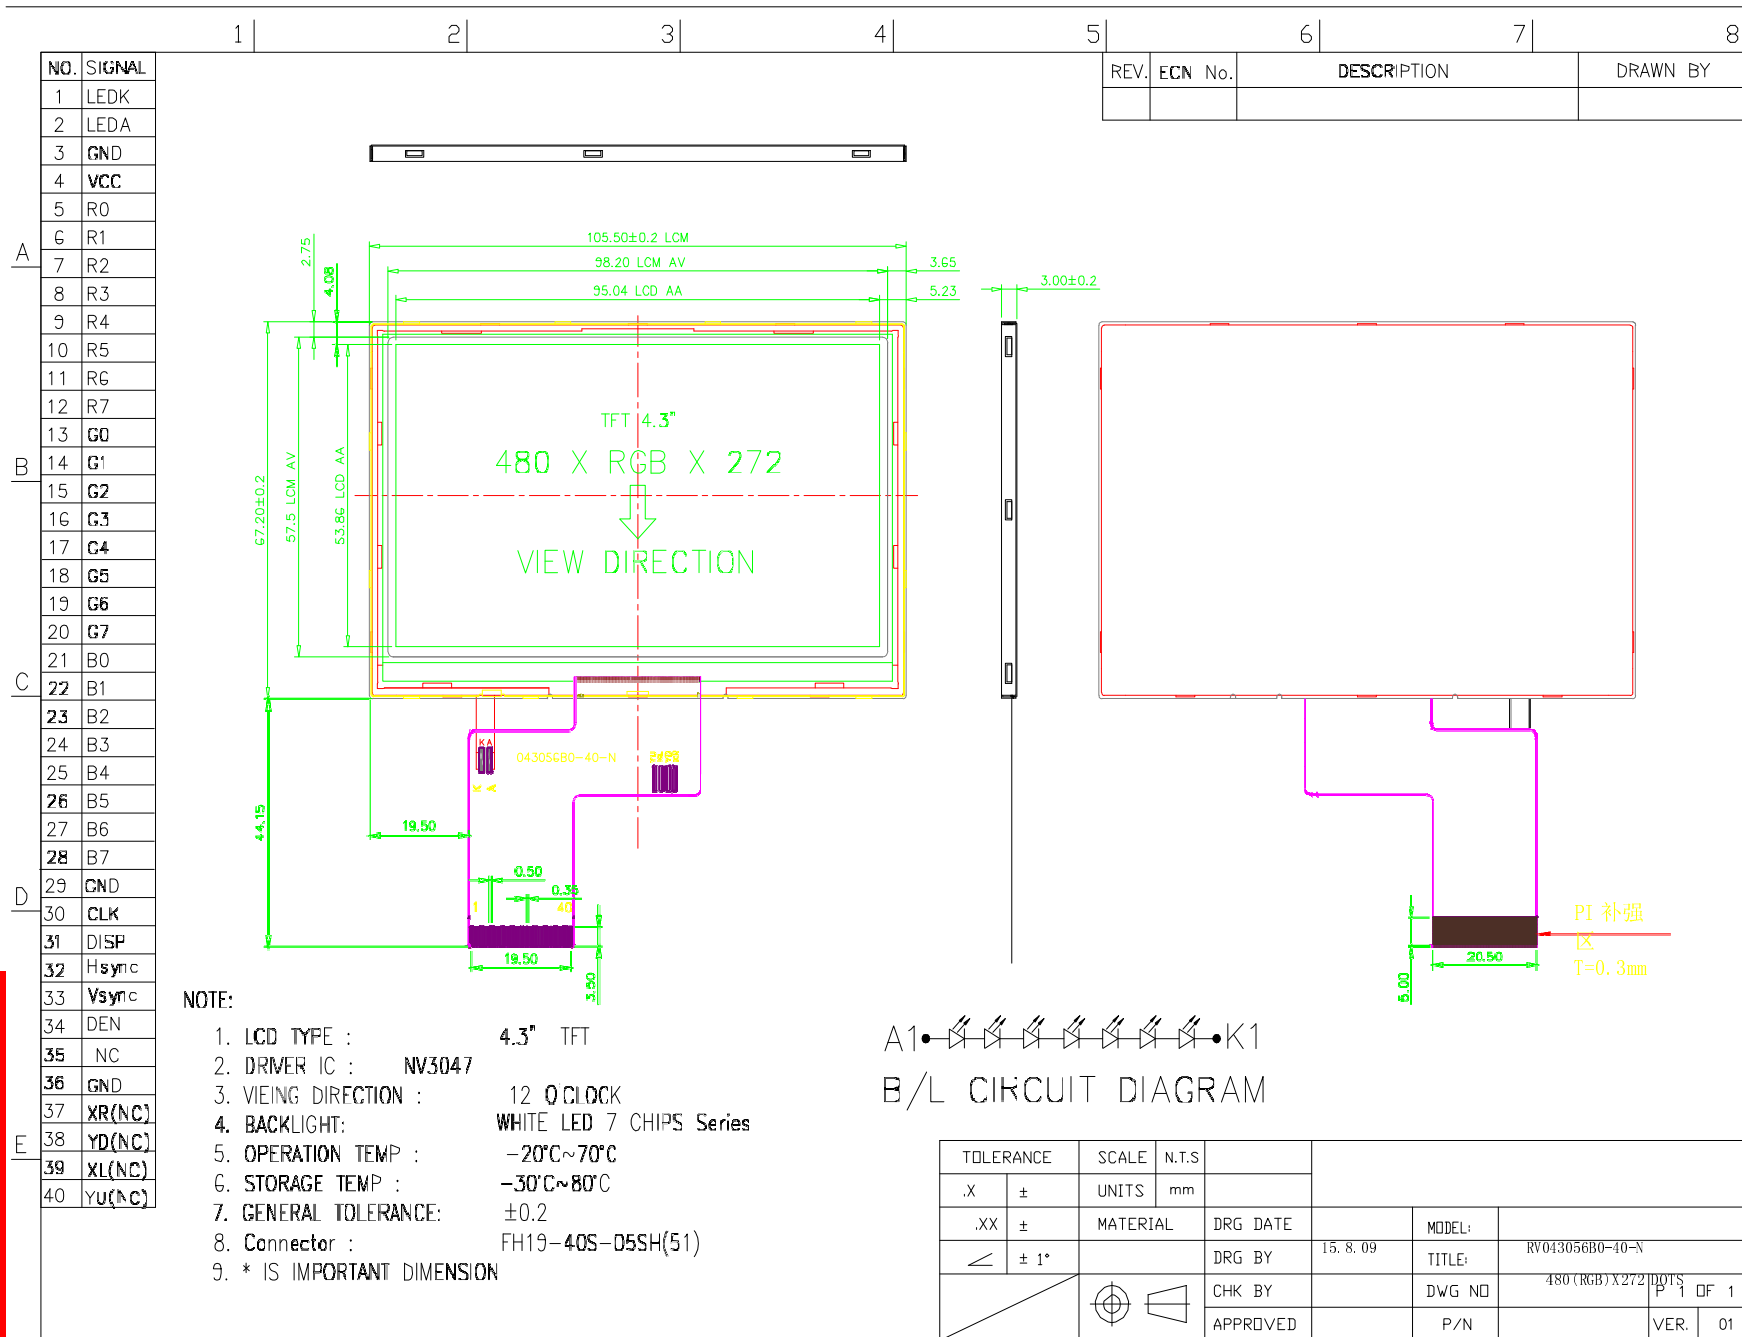 1 2 3 4 5 6 7 8
NO. SIGNAL
1 LEDK
2 LEDA
3 GND
4 VCC
5 R0
6 R1
7 R2
8 R3
9 R4
10 R5
11 R6
12 R7
13 G0
14 G1
15 G2
16 G3
17 G4
18 G5
19 G6
20 G7
21 B0
22 B1
23 B2
24 B3
25 B4
26 B5
27 B6
28 B7
29 GND
30 CLK
31 DISP
32 Hsync
33 Vsync
34 DEN
35 NC
36 GND
37 XR(NC)
38 YD(NC)
39 XL(NC)
40 YU(NC)
A
B
C
D
E
REV. ECN No. DESCRIPTION DRAWN BY
105.50±0.2 LCM
98.20 LCM AV
95.04 LCD AA
3.65
5.23
2.75
4.08
67.20±0.2
57.5 LCM AV
53.86 LCD AA
TFT 4.3"
480 X RGB X 272
VIEW DIRECTION
3.00±0.2
K A
043056B0-40-N
K A
44.15
19.50
0.50
0.35
1 40
19.50
3.50
5.00
20.50
PI 补强
区
T=0.3mm
NOTE:
1. LCD TYPE : 4.3" TFT
2. DRIVER IC : NV3047
3. VIEING DIRECTION : 12 O'CLOCK
4. BACKLIGHT: WHITE LED 7 CHIPS Series
5. OPERATION TEMP : -20°C~70°C
6. STORAGE TEMP : -30°C~80°C
7. GENERAL TOLERANCE: ±0.2
8. Connector : FH19-40S-05SH(51)
9. * IS IMPORTANT DIMENSION
A1 K1
B/L CIRCUIT DIAGRAM
TOLERANCE SCALE N.T.S
.X ± UNITS mm
.XX ± MATERIAL DRG DATE MODEL:
± 1° DRG BY 15.8.09 TITLE: RV043056B0-40-N
CHK BY DWG NO 480(RGB)X272 DOTS P 1 OF 1
APPROVED P/N VER. 01